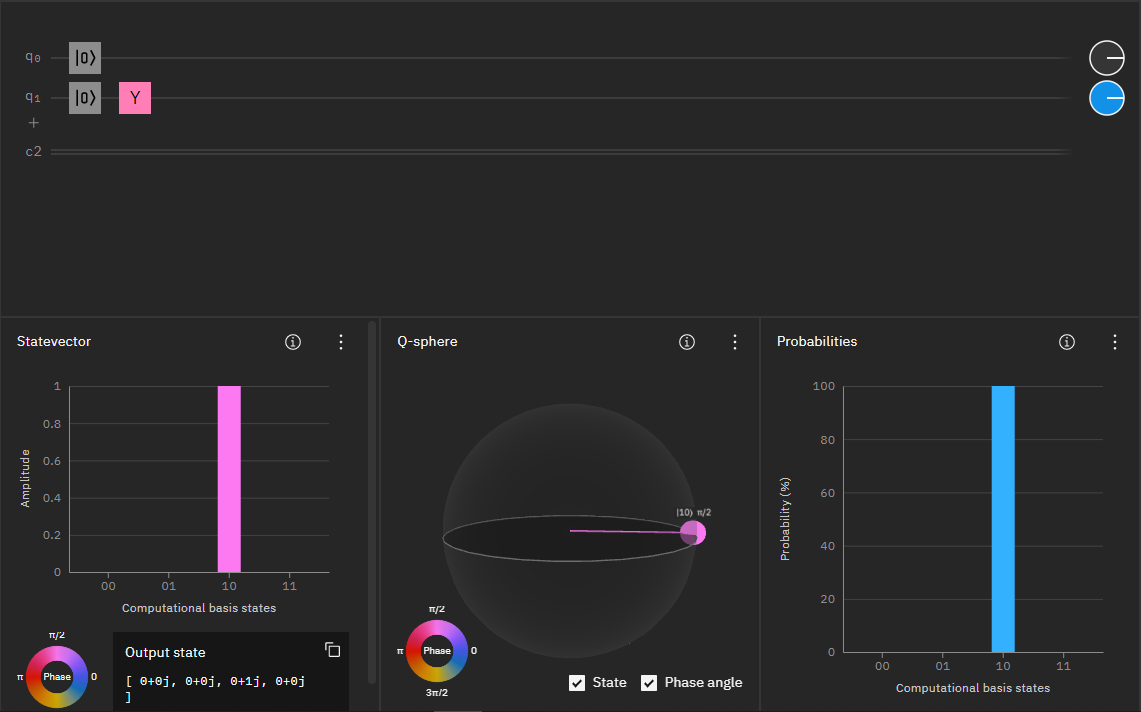 q0 |0⟩
q1 |0⟩ Y
+
c2
Statevector
1
0.8
0.6
0.4
0.2
0
Amplitude
00 01 10 11
Computational basis states
π/2
π Phase 0
Output state
[ 0+0j, 0+0j, 0+1j, 0+0j
]
Q-sphere
|10⟩ π/2
π/2
π Phase 0
3π/2
State Phase angle
Probabilities
100
80
60
40
20
0
Probability (%)
00 01 10 11
Computational basis states